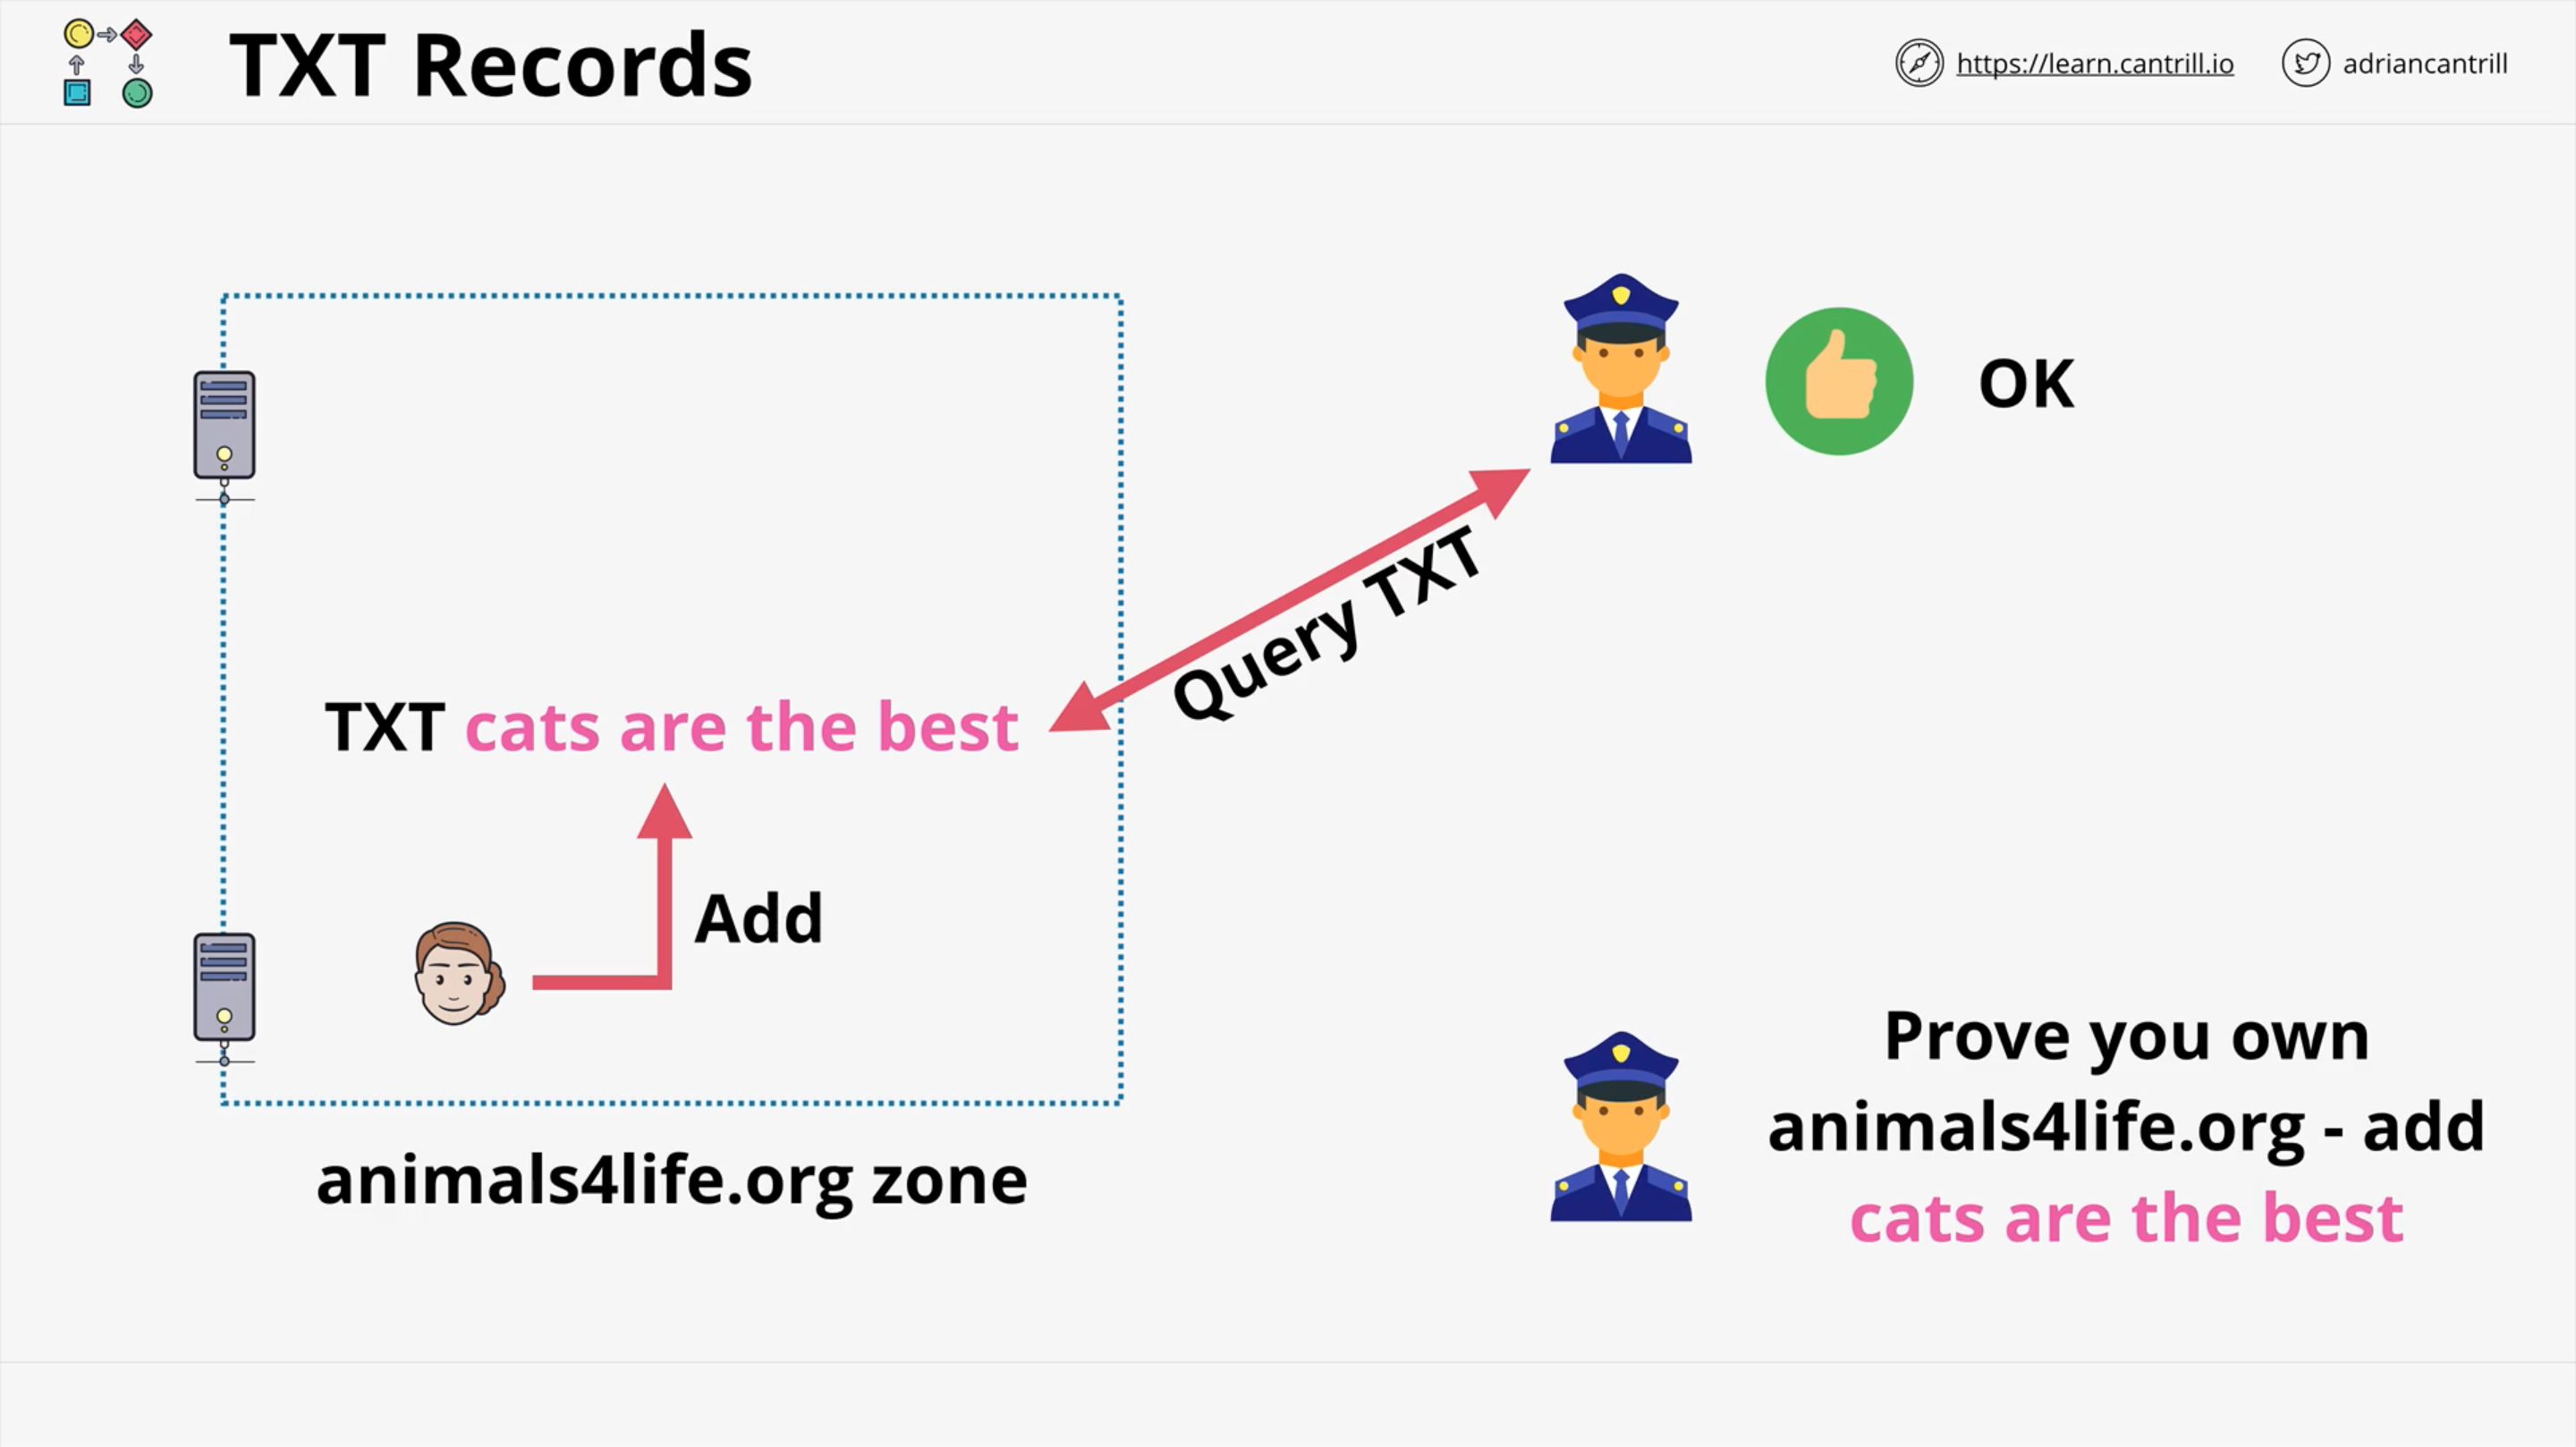 TXT Records
https://learn.cantrill.io
adriancantrill
OK
Query TXT
TXT cats are the best
Add
animals4life.org zone
Prove you own
animals4life.org - add
cats are the best